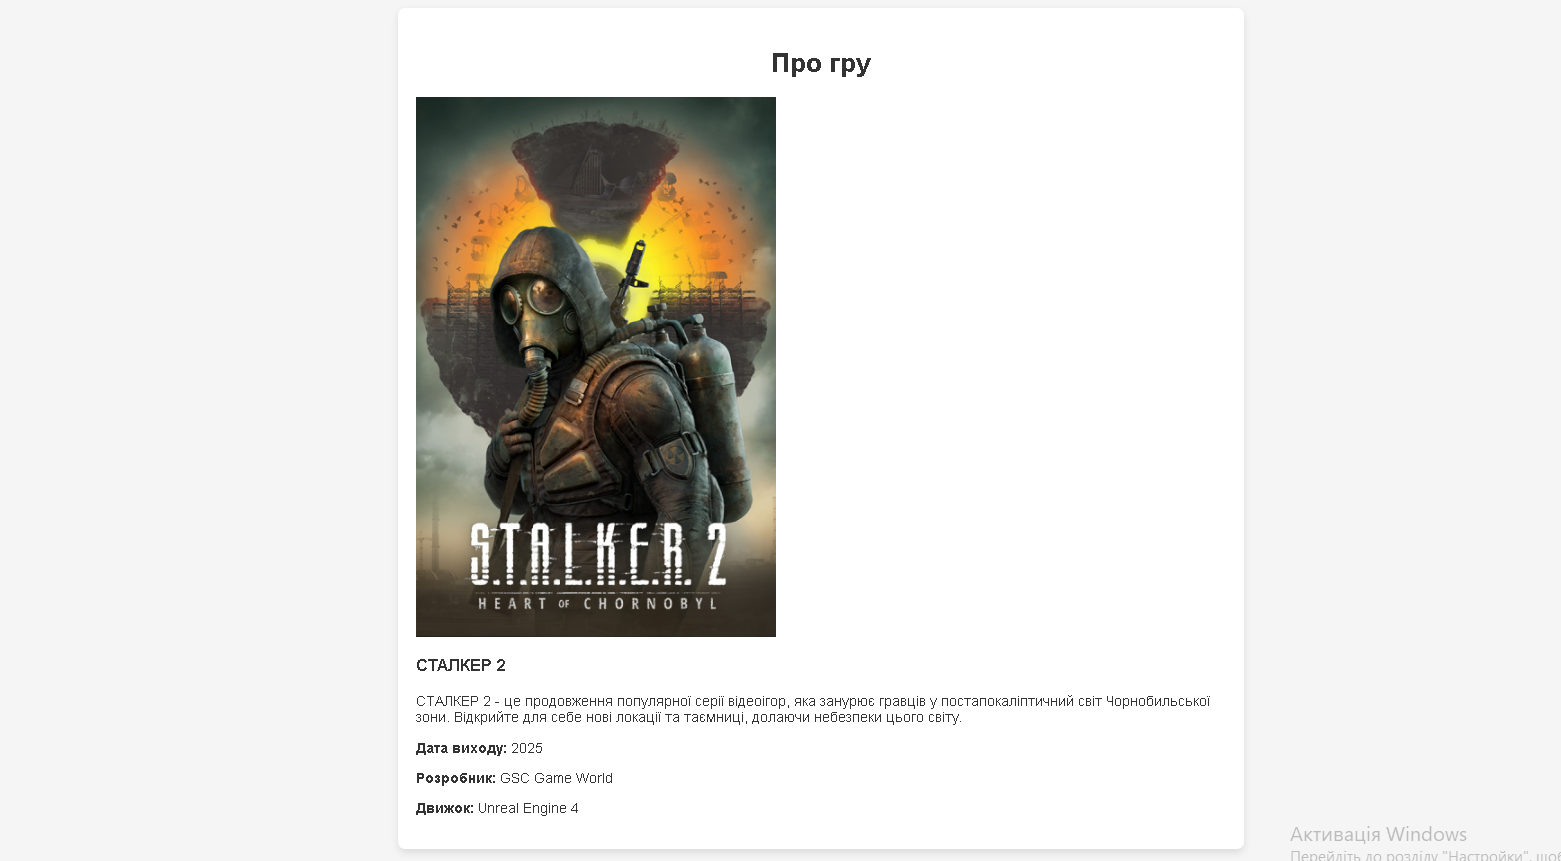 Про гру
S.T.A.L.K.E.R. 2
HEART OF CHORNOBYL
СТАЛКЕР 2
СТАЛКЕР 2 - це продовження популярної серії відеоігор, яка занурює гравців у постапокаліптичний світ Чорнобильської
зони. Відкрийте для себе нові локації та таємниці, долаючи небезпеки цього світу.
Дата виходу: 2025
Розробник: GSC Game World
Движок: Unreal Engine 4
Активація Windows
Перейдіть до розділу "Настройки", щоб